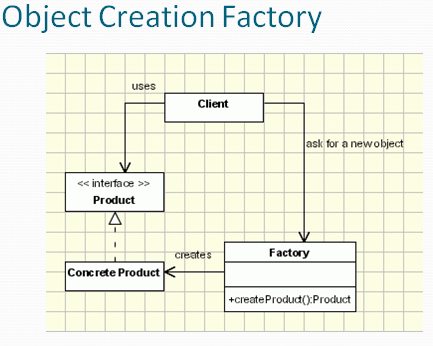 Object Creation Factory
uses
Client
ask for a new object
<< interface >>
Product
Factory
creates
Concrete Product
+createProduct():Product